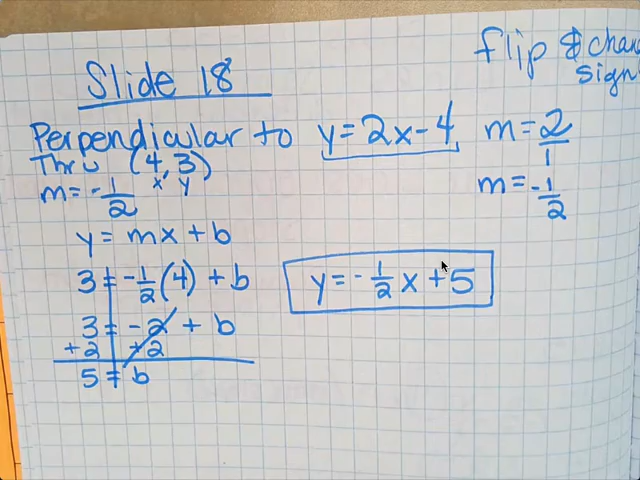 Slide 18
flip & chan
sign
Perpendicular to y=2x-4 m=2/1
Thru (4,3)
x y
m=-1/2
m=-1/2
y=mx+b
3=-1/2(4)+b
y=-1/2x+5
3=-2+b
+2 +2
5=b